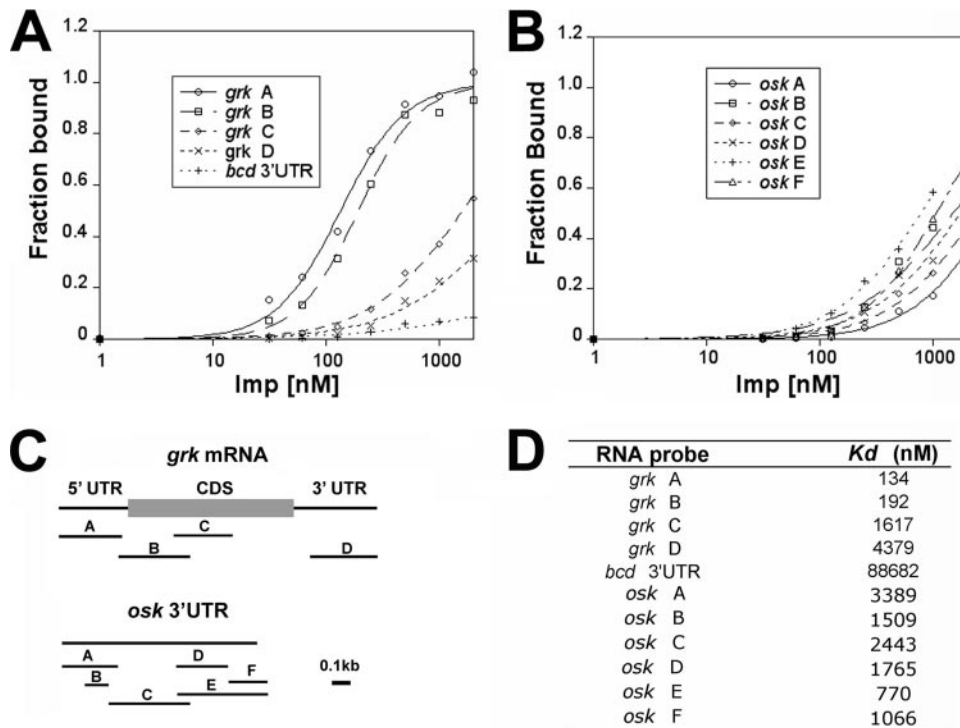 A
1.2
1.0
0.8
0.6
0.4
0.2
0
Fraction bound
grk A
grk B
grk C
grk D
bcd 3'UTR
1
10
100
1000
Imp [nM]
B
1.2
1.0
0.8
0.6
0.4
0.2
0
Fraction Bound
osk A
osk B
osk C
osk D
osk E
osk F
1
10
100
1000
Imp [nM]
C
grk mRNA
5' UTR CDS 3' UTR
A C
B D
osk 3'UTR
A D
B F
C E
0.1kb
D
RNA probe Kd (nM)
grk A 134
grk B 192
grk C 1617
grk D 4379
bcd 3'UTR 88682
osk A 3389
osk B 1509
osk C 2443
osk D 1765
osk E 770
osk F 1066